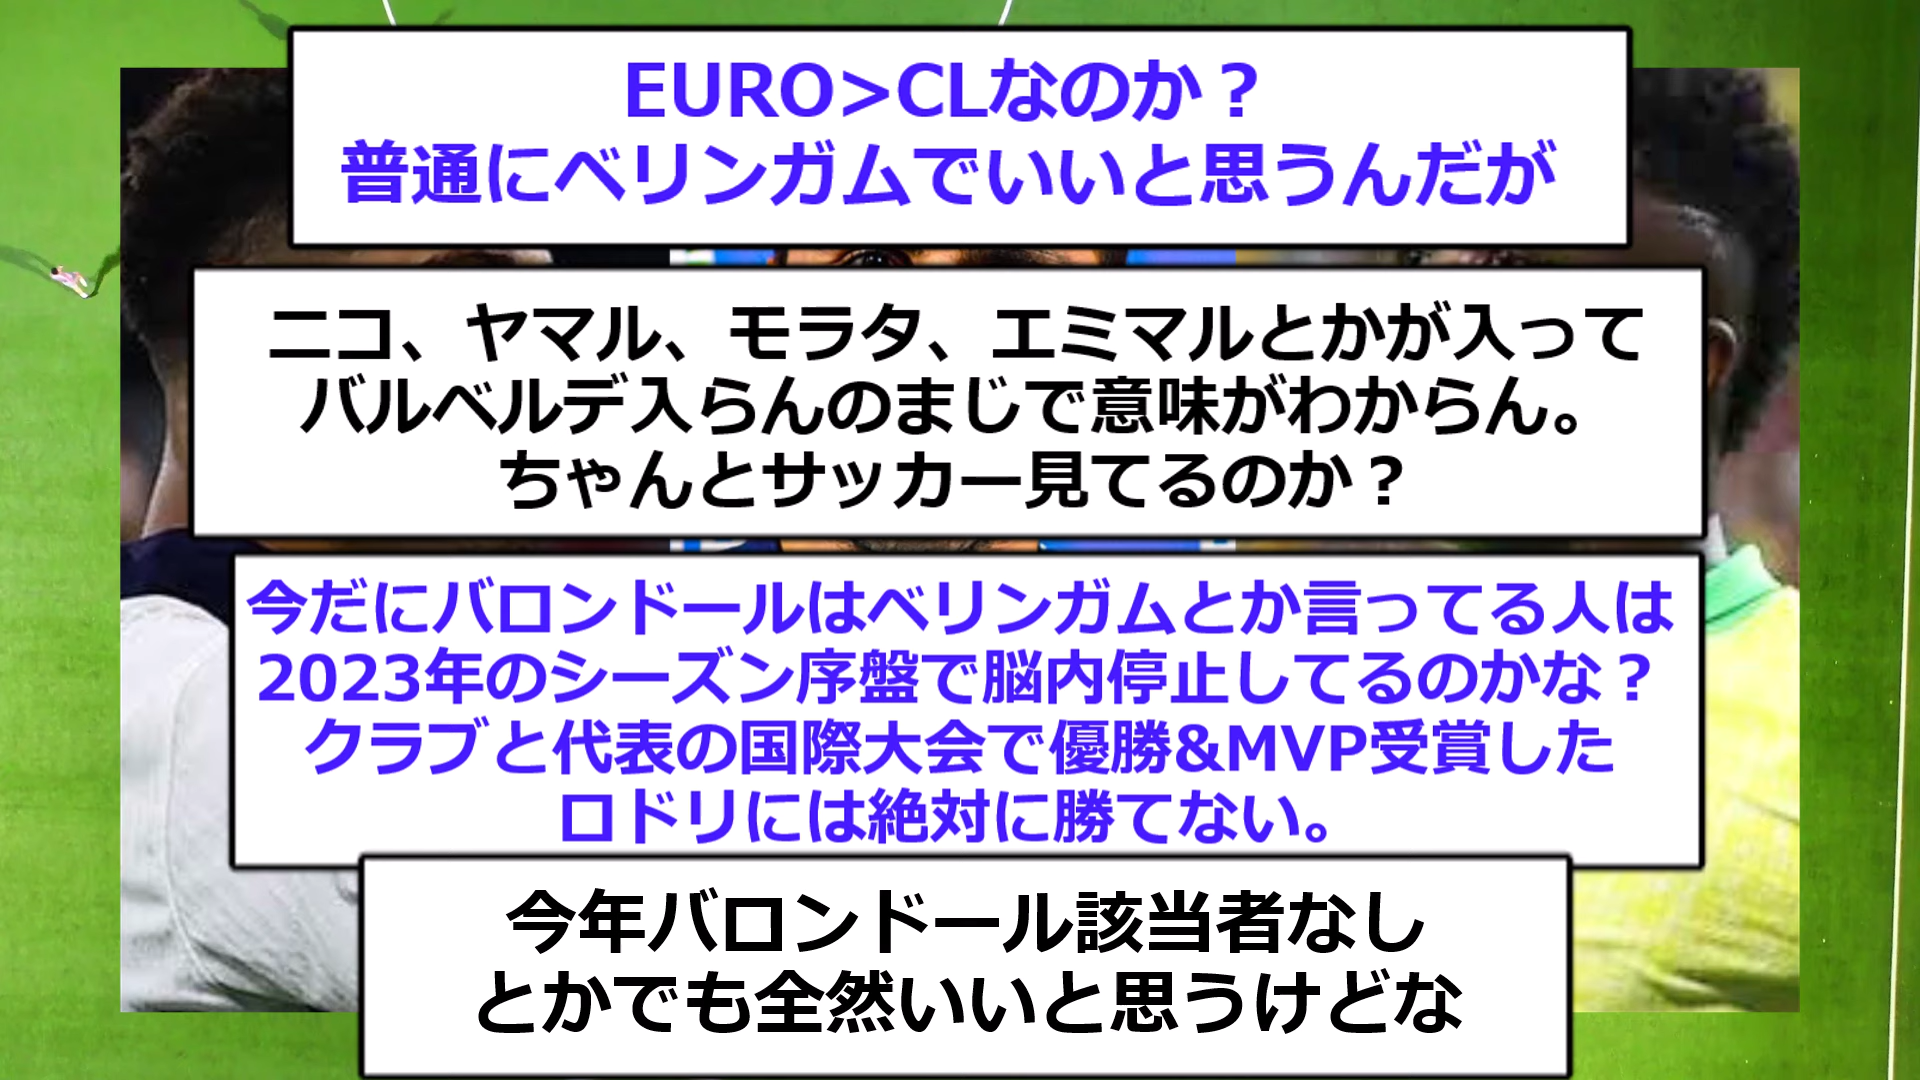 EURO>CLなのか？
普通にベリンガムでいいと思うんだが
ニコ、ヤマル、モラタ、エミマルとかが入って
バルベルデ入らんのまじで意味がわからん。
ちゃんとサッカー見てるのか？
今だにバロンドールはベリンガムとか言ってる人は
2023年のシーズン序盤で脳内停止してるのかな？
クラブと代表の国際大会で優勝&MVP受賞した
ロドリには絶対に勝てない。
今年バロンドール該当者なし
とかでも全然いいと思うけどな